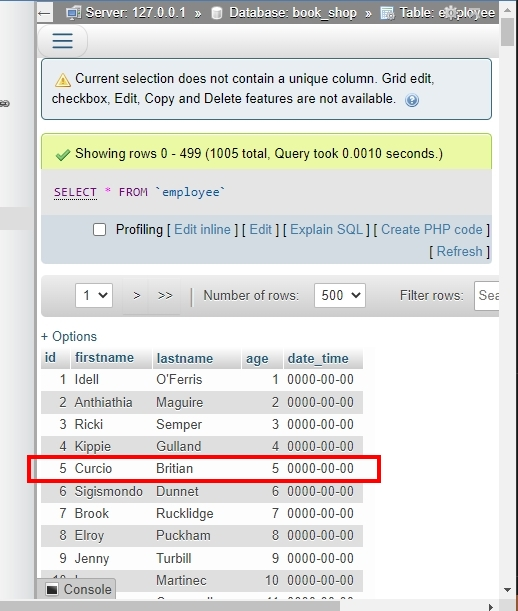 Server: 127.0.0.1 » Database: book_shop » Table: employee
Current selection does not contain a unique column. Grid edit,
checkbox, Edit, Copy and Delete features are not available.
Showing rows 0 - 499 (1005 total, Query took 0.0010 seconds.)
SELECT * FROM `employee`
Profiling [ Edit inline ] [ Edit ] [ Explain SQL ] [ Create PHP code ]
[ Refresh ]
1 > >> | Number of rows: 500 Filter rows: Sea
+ Options
id firstname lastname age date_time
1 Idell O'Ferris 1 0000-00-00
2 Anthiathia Maguire 2 0000-00-00
3 Ricki Semper 3 0000-00-00
4 Kippie Gulland 4 0000-00-00
5 Curcio Britian 5 0000-00-00
6 Sigismondo Dunnet 6 0000-00-00
7 Brook Rucklidge 7 0000-00-00
8 Elroy Puckham 8 0000-00-00
9 Jenny Turbill 9 0000-00-00
Martinec 10 0000-00-00
Console